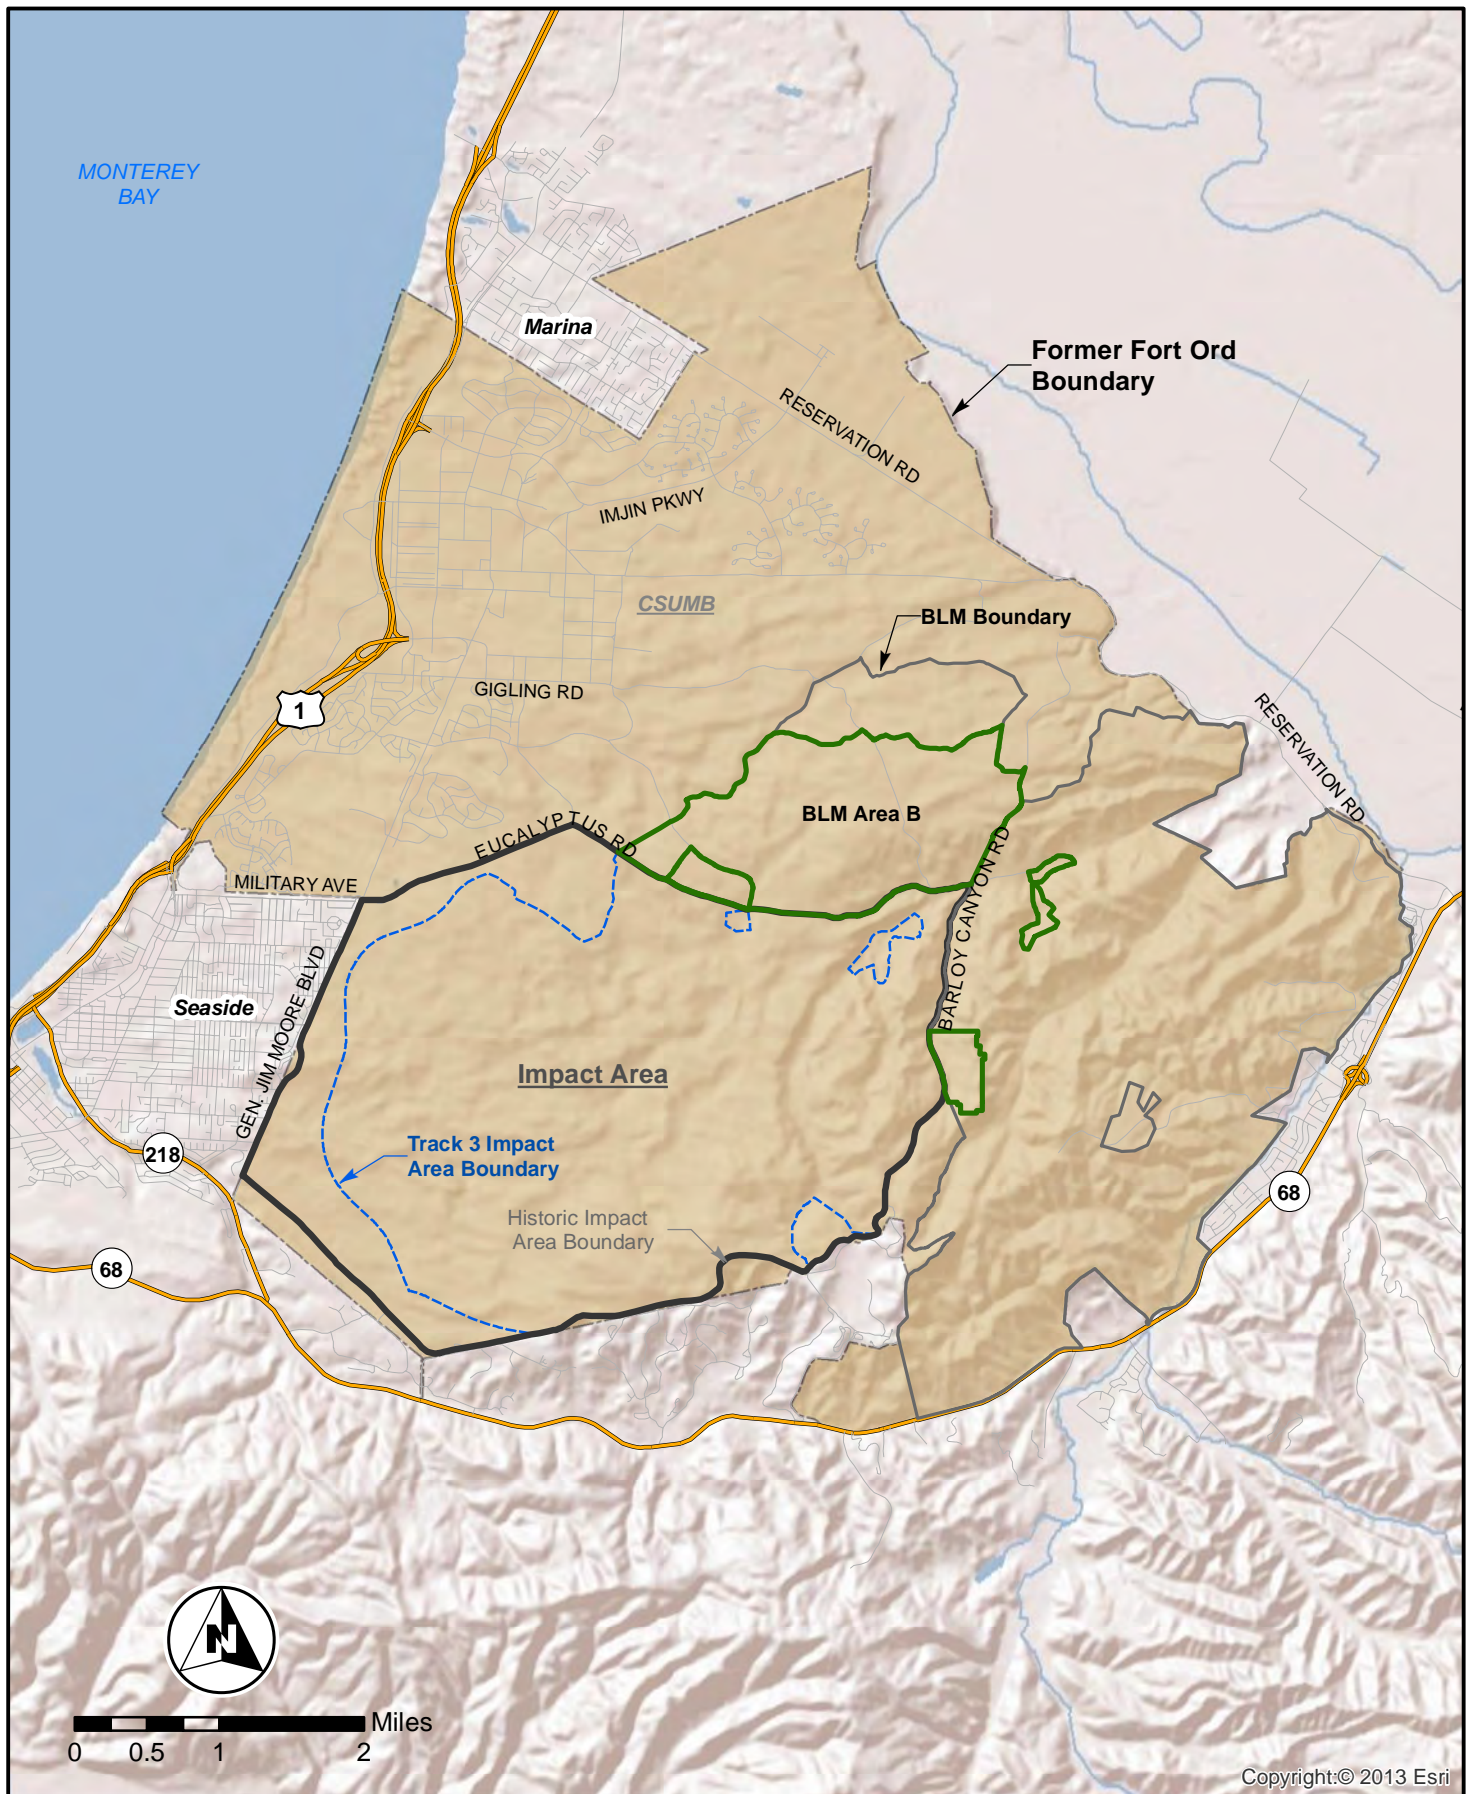 MONTEREY
BAY
Marina
Former Fort Ord
Boundary
RESERVATION RD
IMJIN PKWY
CSUMB
BLM Boundary
GIGLING RD
1
RESERVATION RD
BLM Area B
EUCALYPTUS RD
MILITARY AVE
BARLOY CANYON RD
GEN. JIM MOORE BLVD
Seaside
Impact Area
Track 3 Impact
Area Boundary
218
68
Historic Impact
Area Boundary
68
N
Miles
0 0.5 1 2
Copyright:© 2013 Esri